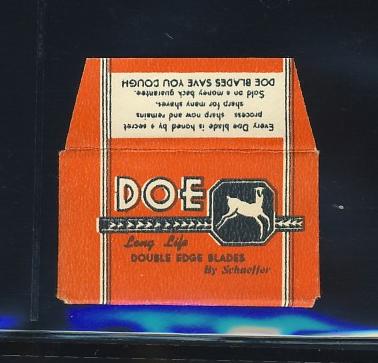 Every Doe blade is honed by a secret
process sharp now and remains
sharp for many shaves.
Sold on a money back guarantee.
DOE BLADES SAVE YOU DOUGH
DOE
Long Life
DOUBLE EDGE BLADES
By Schaeffer